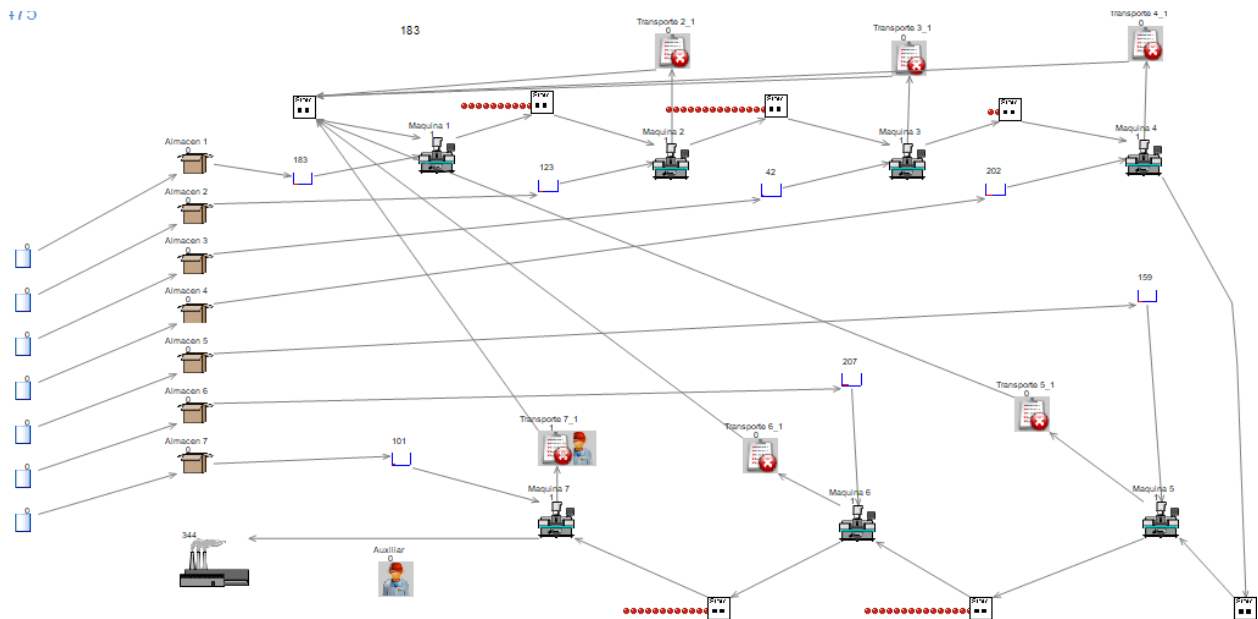 475
183
Transporte 2_1
0
Transporte 3_1
0
Transporte 4_1
0
Maquina 1
1
Maquina 2
1
Maquina 3
1
Maquina 4
1
Almacen 1
0
183
123
42
202
Almacen 2
0
Almacen 3
0
0
Almacen 4
0
0
Almacen 5
0
0
Almacen 6
0
0
Almacen 7
0
0
0
0
159
207
101
Transporte 7_1
1
Transporte 6_1
0
Transporte 5_1
0
Maquina 7
1
Maquina 6
1
Maquina 5
1
344
Auxiliar
0